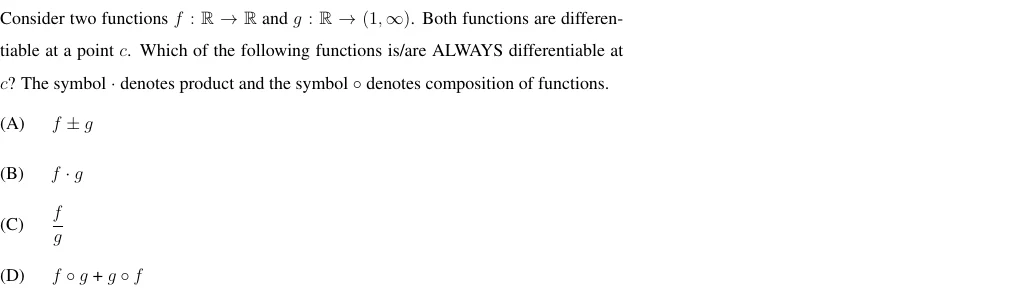 Consider two functions f : ℝ → ℝ and g : ℝ → (1, ∞). Both functions are differen-
tiable at a point c. Which of the following functions is/are ALWAYS differentiable at
c? The symbol · denotes product and the symbol ∘ denotes composition of functions.
(A) f ± g
(B) f · g
(C) f/g
(D) f ∘ g + g ∘ f